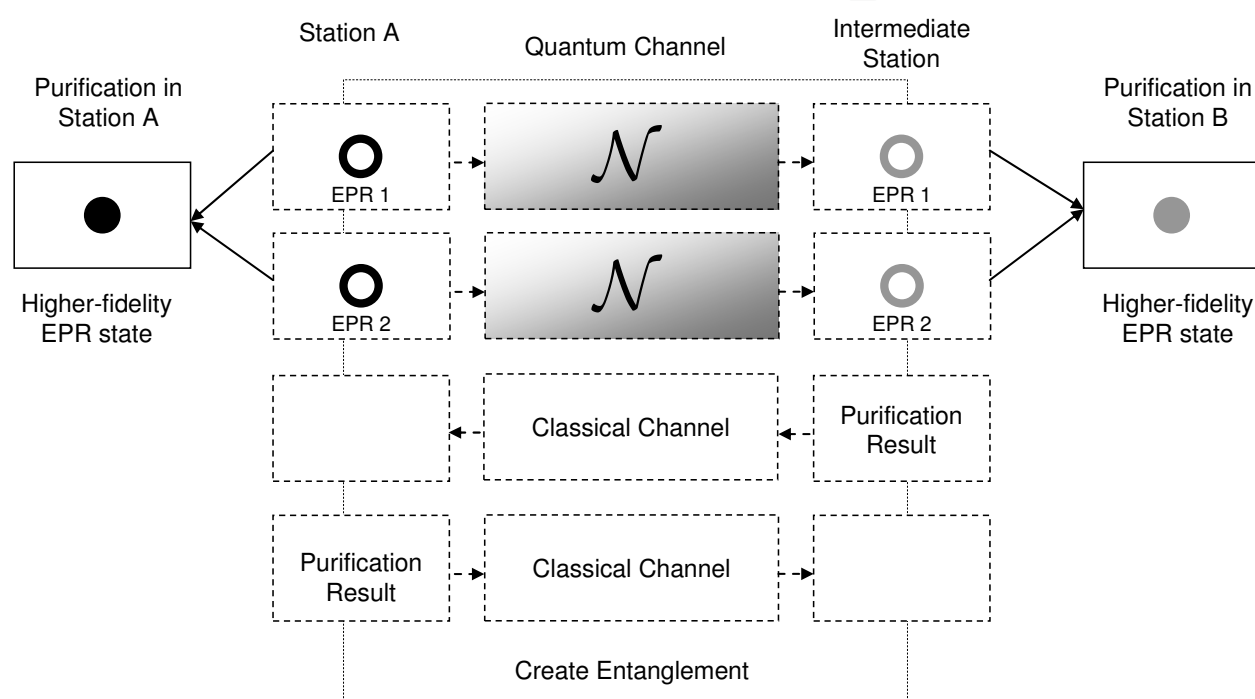 Station A
Quantum Channel
Intermediate
Station
Purification in
Station A
Purification in
Station B
EPR 1
𝒩
EPR 1
EPR 2
𝒩
EPR 2
Higher-fidelity
EPR state
Higher-fidelity
EPR state
Classical Channel
Purification
Result
Purification
Result
Classical Channel
Create Entanglement